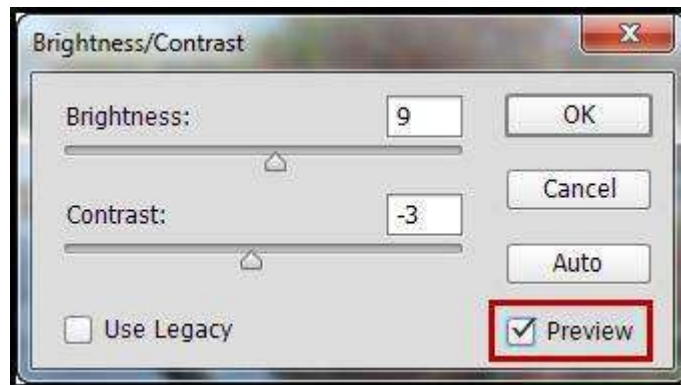 Brightness/Contrast
Brightness: 9
OK
Cancel
Contrast: -3
Auto
Use Legacy
Preview